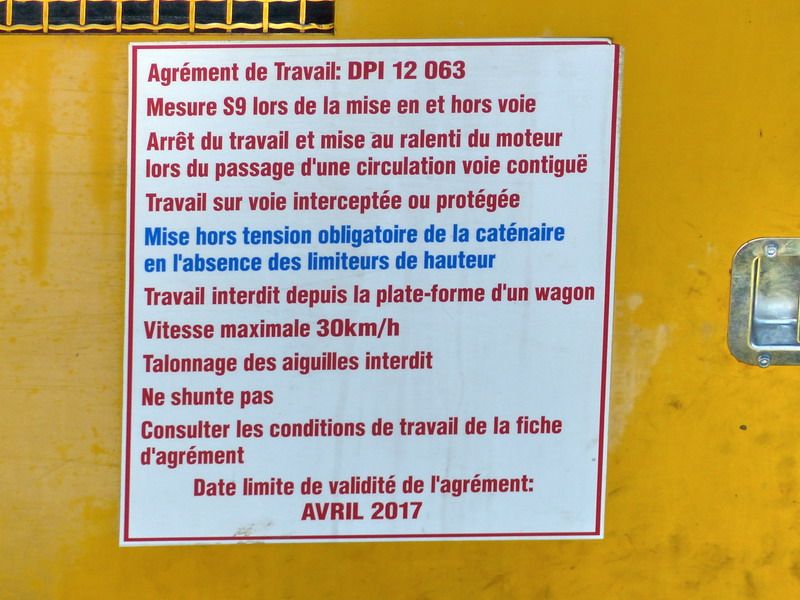 Agrément de Travail: DPI 12 063
Mesure S9 lors de la mise en et hors voie
Arrêt du travail et mise au ralenti du moteur
lors du passage d'une circulation voie contiguë
Travail sur voie interceptée ou protégée
Mise hors tension obligatoire de la caténaire
en l'absence des limiteurs de hauteur
Travail interdit depuis la plate-forme d'un wagon
Vitesse maximale 30km/h
Talonnage des aiguilles interdit
Ne shunte pas
Consulter les conditions de travail de la fiche
d'agrément
Date limite de validité de l'agrément:
AVRIL 2017